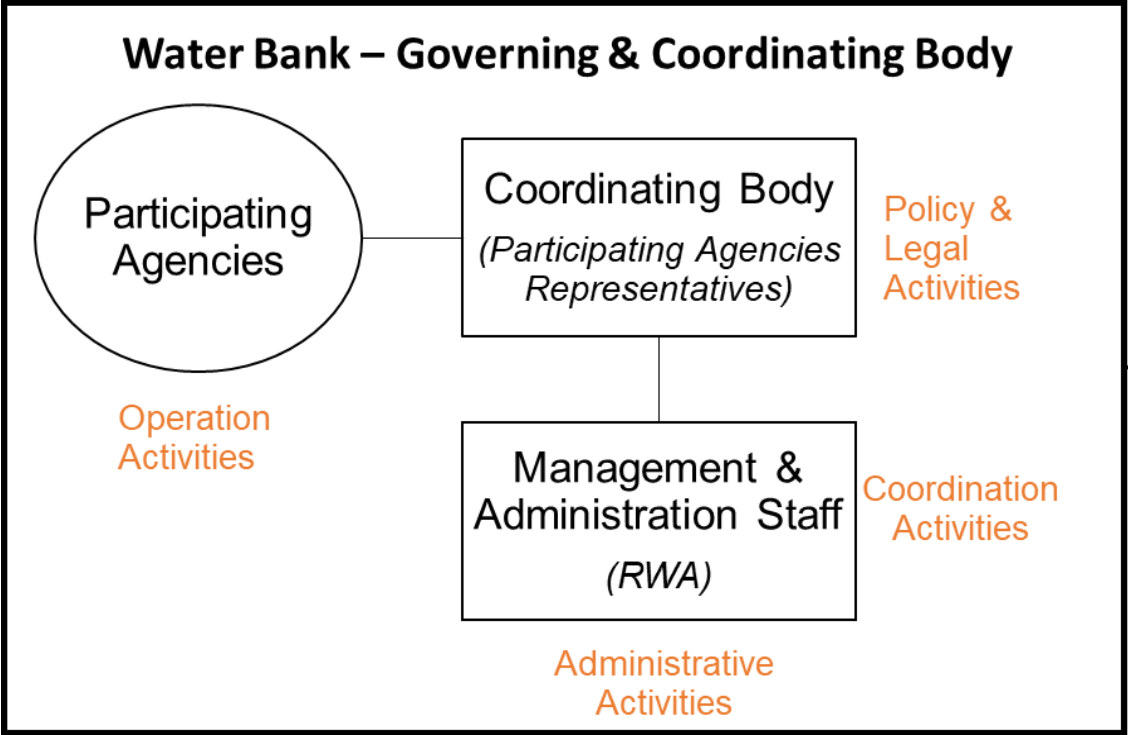 Water Bank – Governing & Coordinating Body
Participating
Agencies
Operation
Activities
Coordinating Body
(Participating Agencies
Representatives)
Policy &
Legal
Activities
Management &
Administration Staff
(RWA)
Coordination
Activities
Administrative
Activities